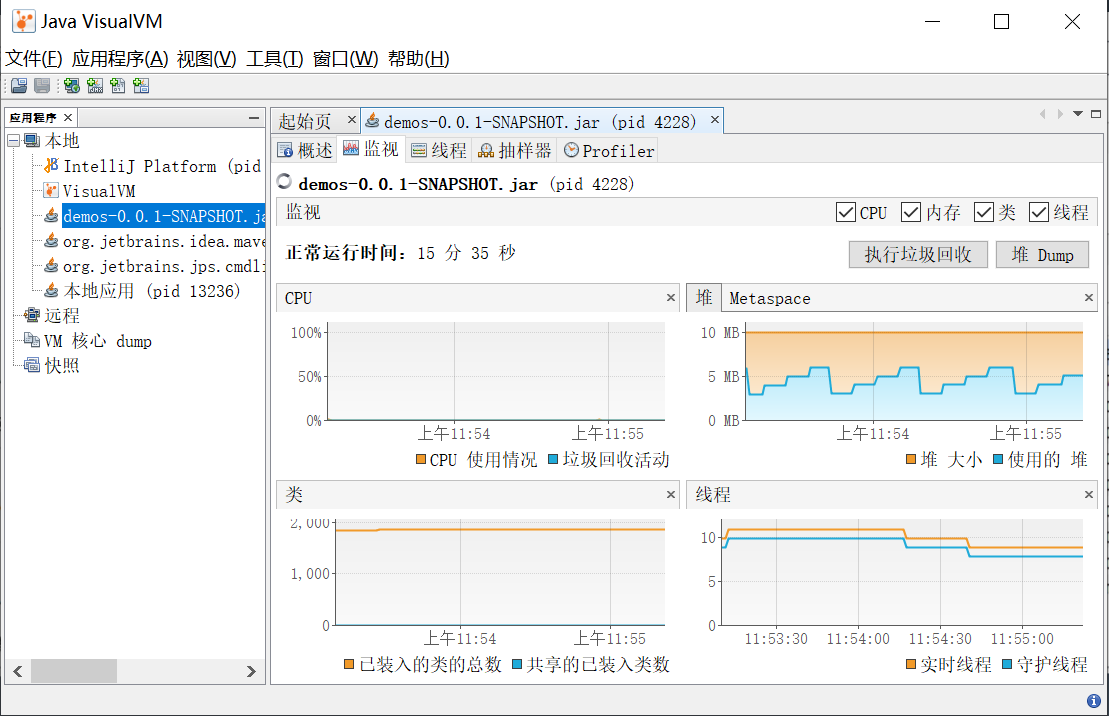 Java VisualVM
文件(F) 应用程序(A) 视图(V) 工具(T) 窗口(W) 帮助(H)
应用程序
本地
IntelliJ Platform (pid
VisualVM
demos-0.0.1-SNAPSHOT.ja
org.jetbrains.idea.mave
org.jetbrains.jps.cmdli
本地应用 (pid 13236)
远程
VM 核心 dump
快照
起始页 demos-0.0.1-SNAPSHOT.jar (pid 4228)
概述 监视 线程 抽样器 Profiler
demos-0.0.1-SNAPSHOT.jar (pid 4228)
监视 CPU 内存 类 线程
正常运行时间: 15 分 35 秒 执行垃圾回收 堆 Dump
CPU
100%
50%
0%
上午11:54 上午11:55
CPU 使用情况 垃圾回收活动
堆 Metaspace
10 MB
5 MB
0 MB
上午11:54 上午11:55
堆 大小 使用的 堆
类
2,000
1,000
0
上午11:54 上午11:55
已装入的类的总数 共享的已装入类数
线程
10
5
0
11:53:30 11:54:00 11:54:30 11:55:00
实时线程 守护线程